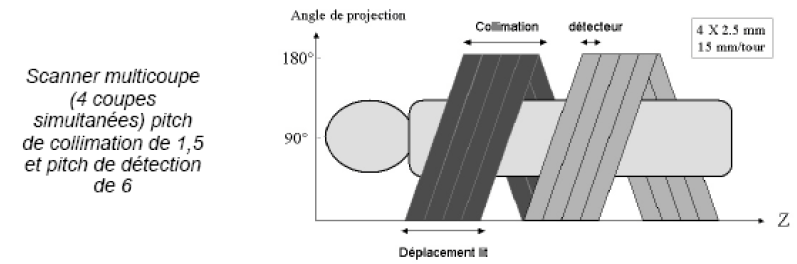 Scanner multicoupe
(4 coupes
simultanées) pitch
de collimation de 1,5
et pitch de détection
de 6
Angle de projection
Collimation
détecteur
4 X 2.5 mm
15 mm/tour
180°
90°
Z
Déplacement lit